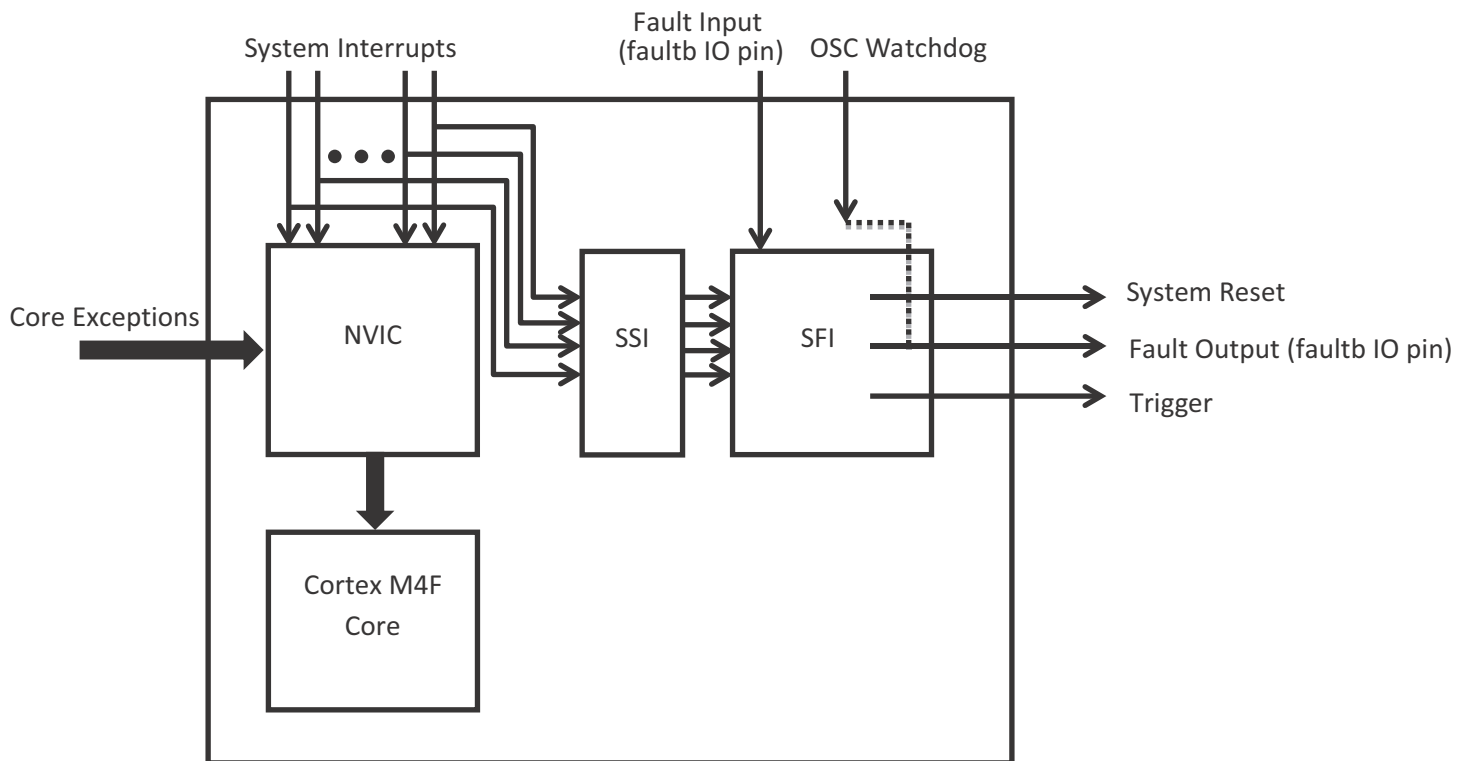 Fault Input
(faultb IO pin)
System Interrupts
OSC Watchdog
Core Exceptions
NVIC
SSI
SFI
System Reset
Fault Output (faultb IO pin)
Trigger
Cortex M4F
Core